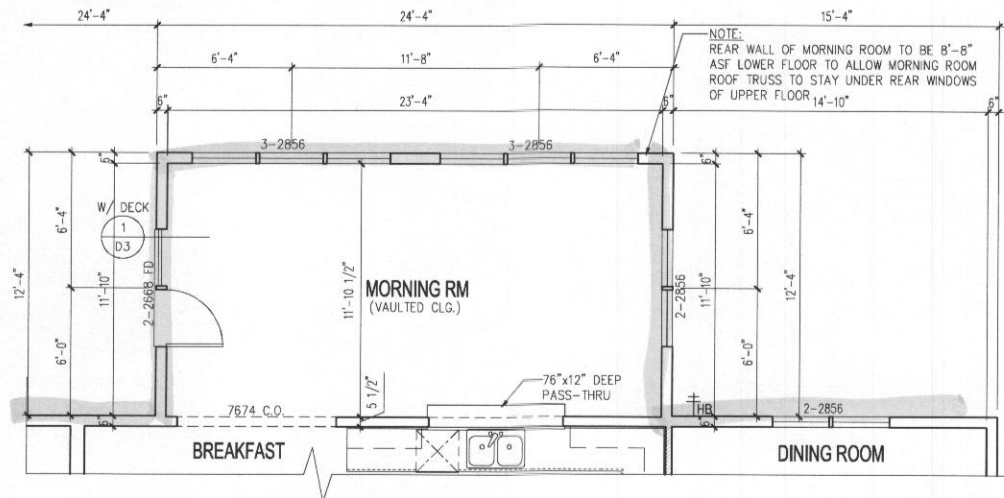 24'-4"
24'-4"
15'-4"
6'-4"
11'-8"
6'-4"
NOTE:
REAR WALL OF MORNING ROOM TO BE 8'-8"
ASF LOWER FLOOR TO ALLOW MORNING ROOM
ROOF TRUSS TO STAY UNDER REAR WINDOWS
OF UPPER FLOOR
6"
23'-4"
6"
14'-10"
6"
3-2856
3-2856
6"
6"
W/ DECK
1
D3
12'-4"
6'-4"
11'-10"
6'-0"
2-2668 FD
11'-10 1/2"
MORNING RM
(VAULTED CLG.)
2-2856
11'-10"
6'-4"
6'-0"
12'-4"
5 1/2"
76"x12" DEEP
PASS-THRU
6"
7674 C.O.
HB
6"
2-2856
BREAKFAST
DINING ROOM